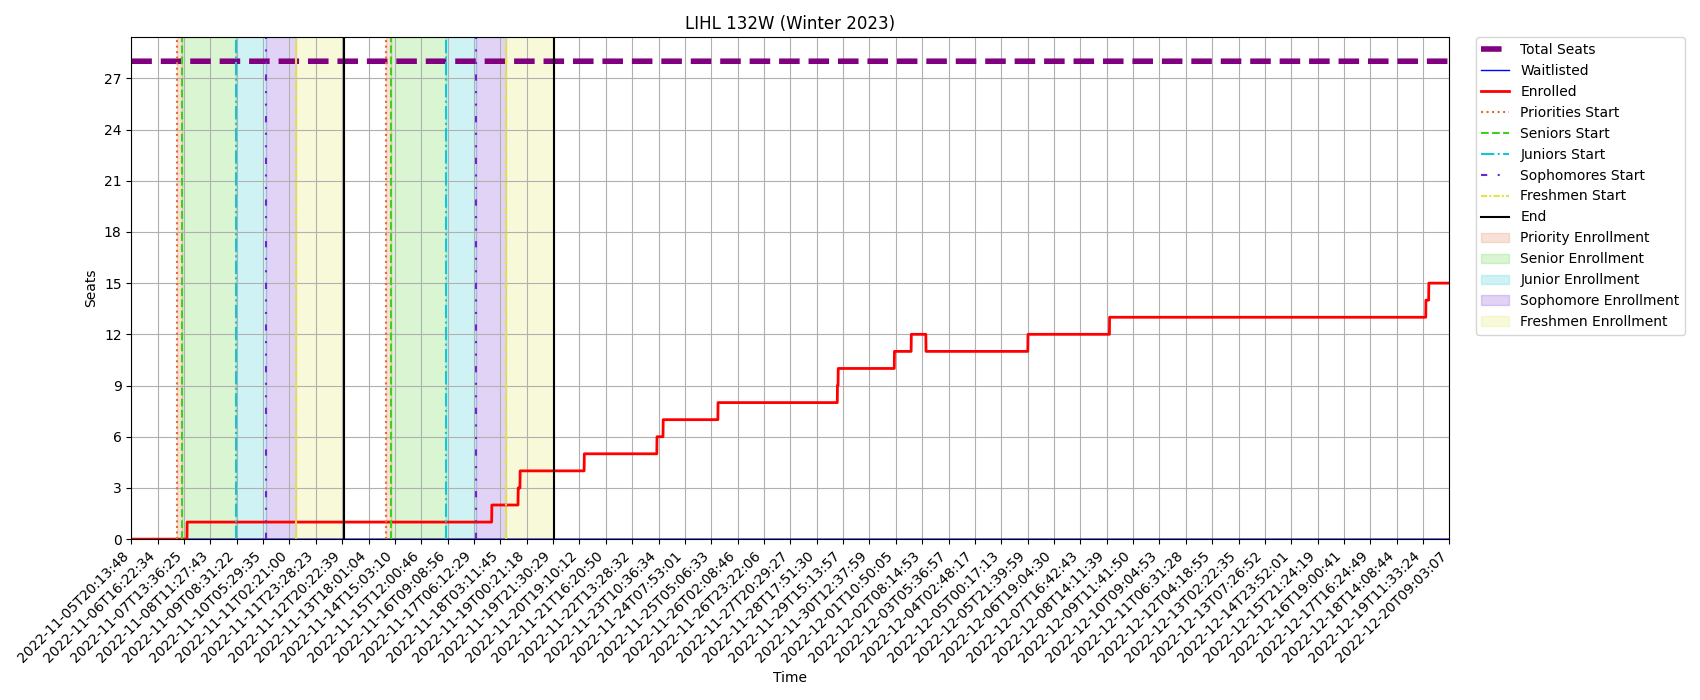 LIHL 132W (Winter 2023)
Total Seats
Waitlisted
Enrolled
Priorities Start
Seniors Start
Juniors Start
Sophomores Start
Freshmen Start
End
Priority Enrollment
Senior Enrollment
Junior Enrollment
Sophomore Enrollment
Freshmen Enrollment
Seats
27
24
21
18
15
12
9
6
3
0
2022-11-05T20:13:48
2022-11-06T16:22:34
2022-11-07T13:36:25
2022-11-08T11:27:43
2022-11-09T08:31:22
2022-11-10T05:29:35
2022-11-11T02:21:00
2022-11-11T23:28:23
2022-11-12T20:22:39
2022-11-13T18:01:04
2022-11-14T15:03:10
2022-11-15T12:00:46
2022-11-16T09:08:56
2022-11-17T06:12:29
2022-11-18T03:11:45
2022-11-19T00:21:18
2022-11-19T21:30:29
2022-11-20T19:10:12
2022-11-21T16:20:50
2022-11-22T13:28:32
2022-11-23T10:36:34
2022-11-24T07:53:01
2022-11-25T05:06:33
2022-11-26T02:08:46
2022-11-26T23:22:06
2022-11-27T20:29:27
2022-11-28T17:51:30
2022-11-29T15:13:57
2022-11-30T12:37:59
2022-12-01T10:50:05
2022-12-02T08:14:53
2022-12-03T05:36:57
2022-12-04T02:48:17
2022-12-05T00:17:13
2022-12-05T21:39:59
2022-12-06T19:04:30
2022-12-07T16:42:43
2022-12-08T14:11:39
2022-12-09T11:41:50
2022-12-10T09:04:53
2022-12-11T06:31:28
2022-12-12T04:18:55
2022-12-13T02:22:35
2022-12-13T07:26:52
2022-12-14T23:52:01
2022-12-15T21:24:19
2022-12-16T19:00:41
2022-12-17T16:24:49
2022-12-18T14:08:44
2022-12-19T11:33:24
2022-12-20T09:03:07
Time